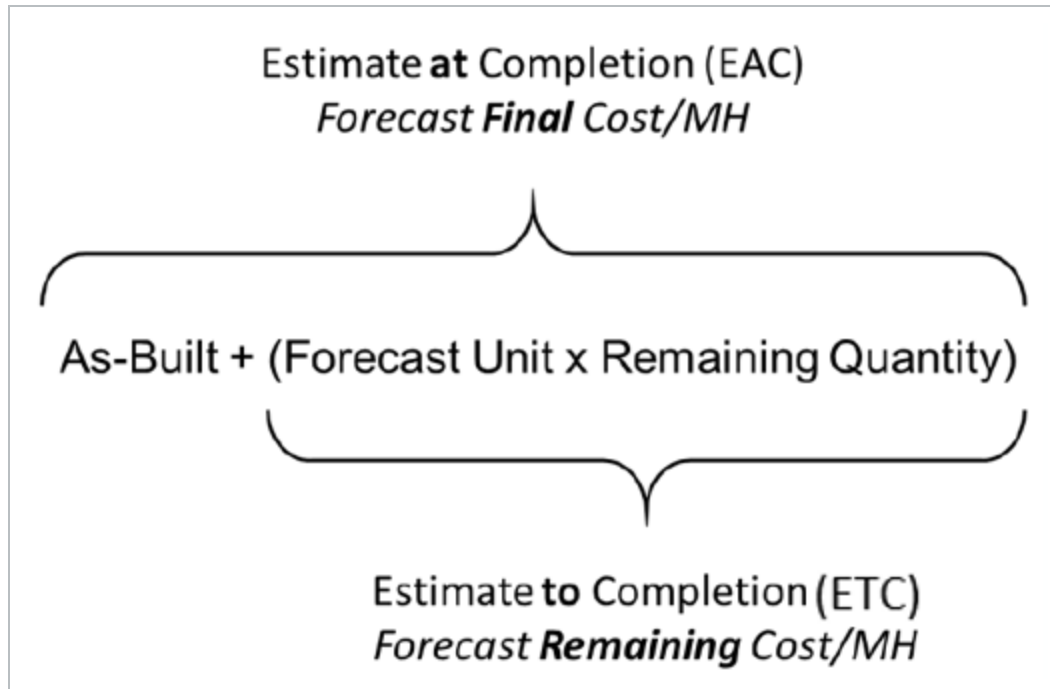 Estimate at Completion (EAC)
Forecast Final Cost/MH
As-Built + (Forecast Unit x Remaining Quantity)
Estimate to Completion (ETC)
Forecast Remaining Cost/MH